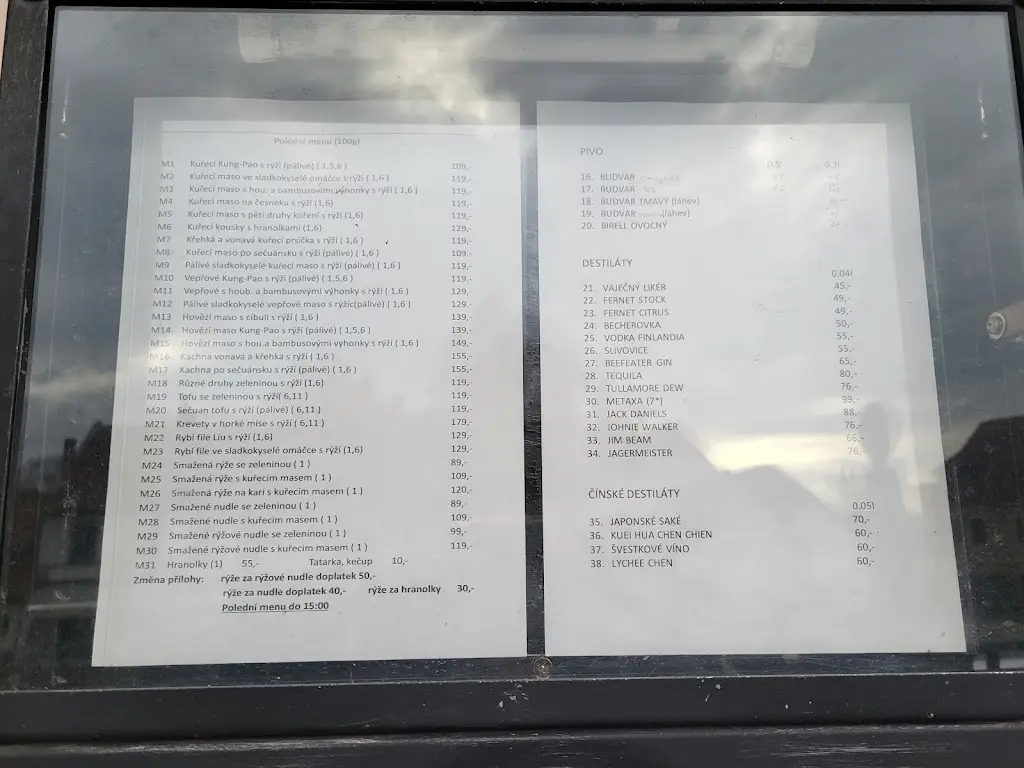 Polední menu (100g)
M1 Kuřecí Kung-Pao s rýží (pálivé) ( 1,5,6 ) 109,-
M2 Kuřecí maso ve sladkokyselé omáčce s rýží ( 1,6 ) 119,-
M3 Kuřecí maso s hou. a bambusovými výhonky s rýží ( 1,6 ) 119,-
M4 Kuřecí maso na česneku s rýží (1,6) 119,-
M5 Kuřecí maso s pěti druhy koření s rýží (1,6) 119,-
M6 Kuřecí kousky s hranolkami (1,6) 129,-
M7 Křehká a vonavá kuřecí prsíčka s rýží ( 1,6 ) 119,-
M8 Kuřecí maso po sečuánsku s rýží (pálivé) ( 1,6 ) 109,-
M9 Pálivé sladkokyselé kuřecí maso s rýží (pálivé) ( 1,6 ) 119,-
M10 Vepřové Kung-Pao s rýží (pálivé) ( 1,5,6 ) 119,-
M11 Vepřové s houb. a bambusovými výhonky s rýží ( 1,6 ) 129,-
M12 Pálivé sladkokyselé vepřové maso s rýžíc(pálivé) ( 1,6 ) 129,-
M13 Hovězí maso s cibulí s rýží ( 1,6 ) 139,-
M14 Hovězí maso Kung-Pao s rýží (pálivé) ( 1,5,6 ) 139,-
M15 Hovězí maso s hou.a bambusovými vyhonky s rýží ( 1,6 ) 149,-
M16 Kachna vonavá a křehká s rýží ( 1,6 ) 155,-
M17 Kachna po sečuánsku s rýží (pálivé) ( 1,6 ) 155,-
M18 Různé druhy zeleninou s rýží (1,6) 119,-
M19 Tofu se zeleninou s rýží( 6,11 ) 119,-
M20 Sečuan tofu s rýží (pálivé) ( 6,11 ) 119,-
M21 Krevety v horké míse s rýží ( 6,11 ) 179,-
M22 Rybí file Liu s rýží (1,6) 129,-
M23 Rybí file ve sladkokyselé omáčce s rýží (1,6) 129,-
M24 Smažená rýže se zeleninou ( 1 ) 89,-
M25 Smažená rýže s kuřecím masem ( 1 ) 109,-
M26 Smažená rýže na kari s kuřecím masem ( 1 ) 120,-
M27 Smažené nudle se zeleninou ( 1 ) 89,-
M28 Smažené nudle s kuřecím masem ( 1 ) 109,-
M29 Smažené rýžové nudle se zeleninou ( 1 ) 99,-
M30 Smažené rýžové nudle s kuřecím masem ( 1 ) 119,-
M31 Hranolky (1) 55,- Tatarka, kečup 10,-
Změna přílohy: rýže za rýžové nudle doplatek 50,-
rýže za nudle doplatek 40,- rýže za hranolky 30,-
Polední menu do 15:00
PIVO
0,5l 0,3l
16. BUDVAR
17. BUDVAR
18. BUDVAR TMAVÝ (láhev)
19. BUDVAR (láhev)
20. BIRELL OVOCNÝ
DESTILÁTY
0.04l
21. VAJEČNÝ LIKÉR 45,-
22. FERNET STOCK 49,-
23. FERNET CITRUS 49,-
24. BECHEROVKA 50,-
25. VODKA FINLANDIA 55,-
26. SLIVOVICE 55,-
27. BEEFEATER GIN 65,-
28. TEQUILA 80,-
29. TULLAMORE DEW 76,-
30. METAXA (7*) 99,-
31. JACK DANIELS 88,-
32. JOHNIE WALKER 76,-
33. JIM BEAM 66,-
34. JAGERMEISTER 76,-
ČÍNSKÉ DESTILÁTY
0.05l
35. JAPONSKÉ SAKÉ 70,-
36. KUEI HUA CHEN CHIEN 60,-
37. ŠVESTKOVÉ VÍNO 60,-
38. LYCHEE CHEN 60,-